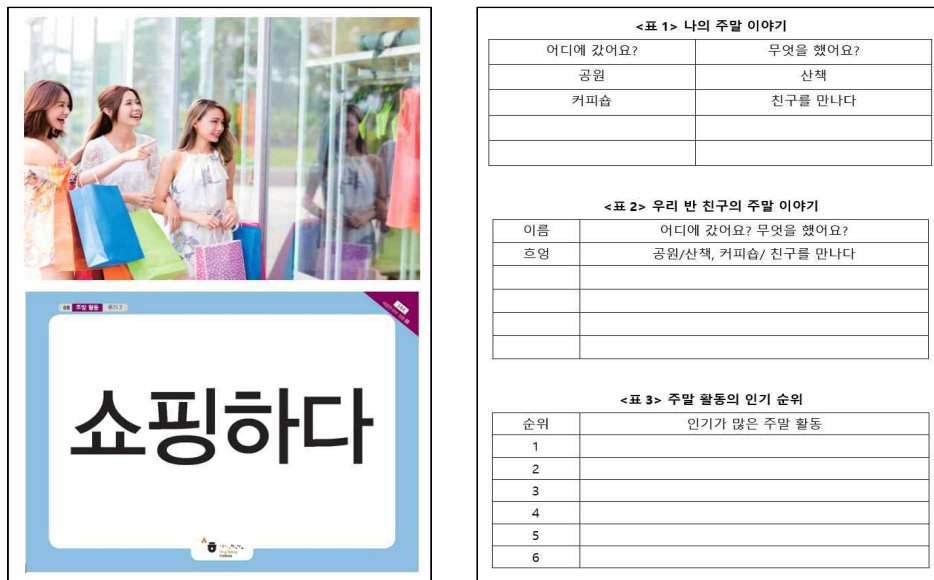 08 주말 활동 추가 2
쇼핑하다
<표 1> 나의 주말 이야기
어디에 갔어요? 무엇을 했어요?
공원 산책
커피숍 친구를 만나다
<표 2> 우리 반 친구의 주말 이야기
이름 어디에 갔어요? 무엇을 했어요?
흐엉 공원/산책, 커피숍/ 친구를 만나다
<표 3> 주말 활동의 인기 순위
순위 인기가 많은 주말 활동
1
2
3
4
5
6